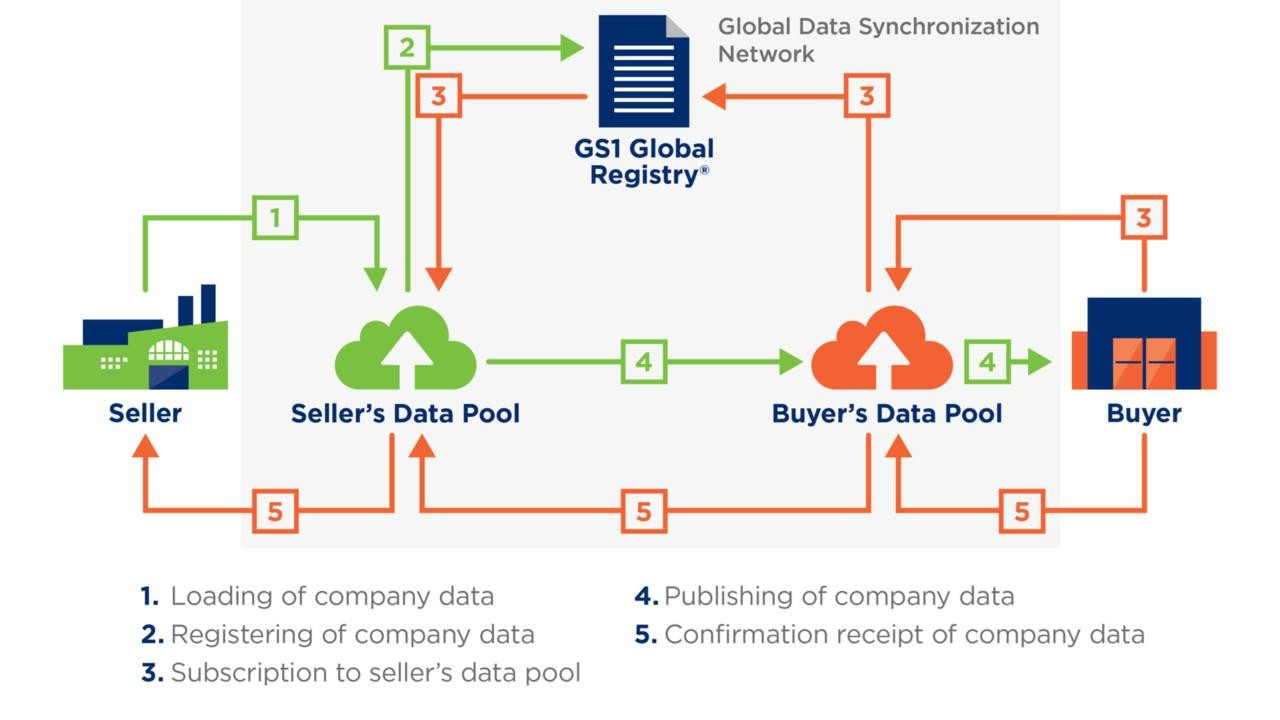 2
Global Data Synchronization
Network
3
3
GS1 Global
Registry®
1
3
4
4
Seller
Seller's Data Pool
Buyer's Data Pool
Buyer
5
5
5
1. Loading of company data
2. Registering of company data
3. Subscription to seller's data pool
4. Publishing of company data
5. Confirmation receipt of company data